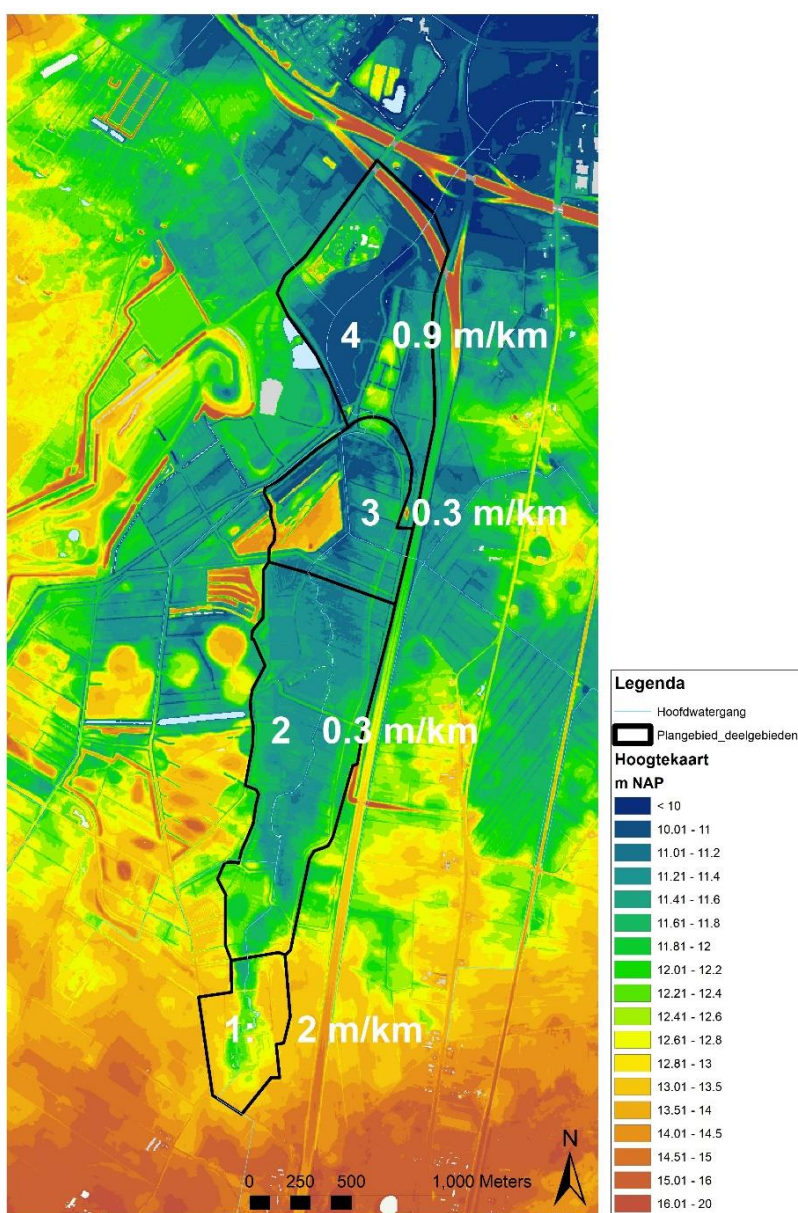 4 0.9 m/km
3 0.3 m/km
2 0.3 m/km
1: 2 m/km
N
0 250 500 1,000 Meters
Legenda
Hoofdwatergang
Plangebied_deelgebieden
Hoogtekaart
m NAP
< 10
10.01 - 11
11.01 - 11.2
11.21 - 11.4
11.41 - 11.6
11.61 - 11.8
11.81 - 12
12.01 - 12.2
12.21 - 12.4
12.41 - 12.6
12.61 - 12.8
12.81 - 13
13.01 - 13.5
13.51 - 14
14.01 - 14.5
14.51 - 15
15.01 - 16
16.01 - 20